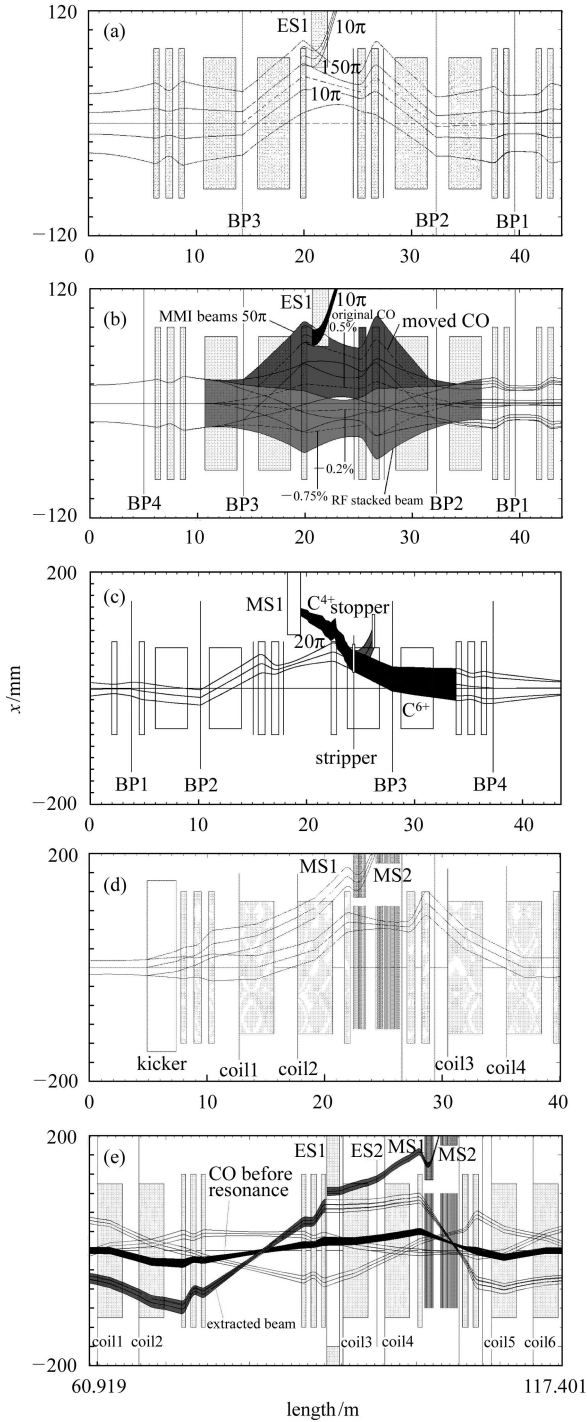 120
(a)
ES1
10π
150π
10π
BP3
BP2
BP1
−120
0
10
20
30
40
120
(b)
ES1
10π
MMI beams 50π
original CO
0.5%
moved CO
−0.2%
−0.75%
RF stacked beam
BP4
BP3
BP2
BP1
−120
0
10
20
30
40
200
(c)
MS1
C4+
stopper
20π
C6+
stripper
BP1
BP2
BP3
BP4
x/mm
−200
0
10
20
30
40
200
(d)
MS1
MS2
kicker
coil1
coil2
coil3
coil4
−200
0
10
20
30
40
200
(e)
ES1
ES2
MS1
MS2
CO before
resonance
extracted beam
coil1
coil2
coil3
coil4
coil5
coil6
−200
60.919
117.401
length/m